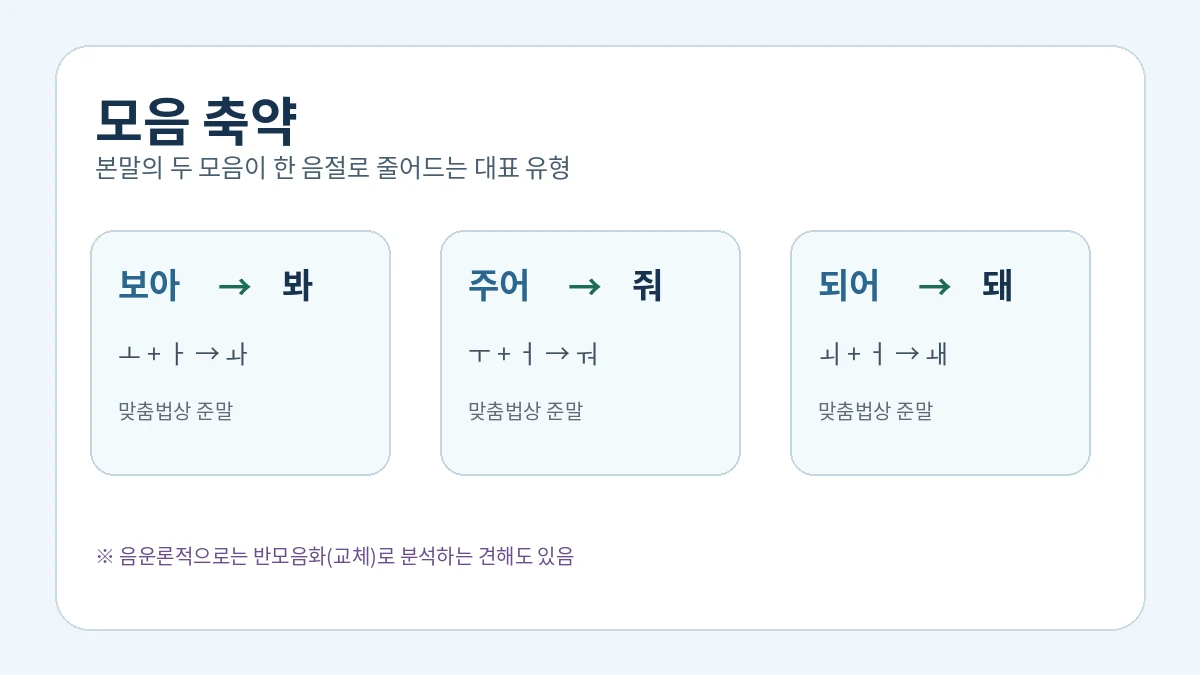 모음 축약
본말의 두 모음이 한 음절로 줄어드는 대표 유형
보아 → 봐
ㅗ + ㅏ → ㅘ
맞춤법상 준말
주어 → 줘
ㅜ + ㅓ → ㅝ
맞춤법상 준말
되어 → 돼
ㅚ + ㅓ → ㅙ
맞춤법상 준말
※ 음운론적으로는 반모음화(교체)로 분석하는 견해도 있음